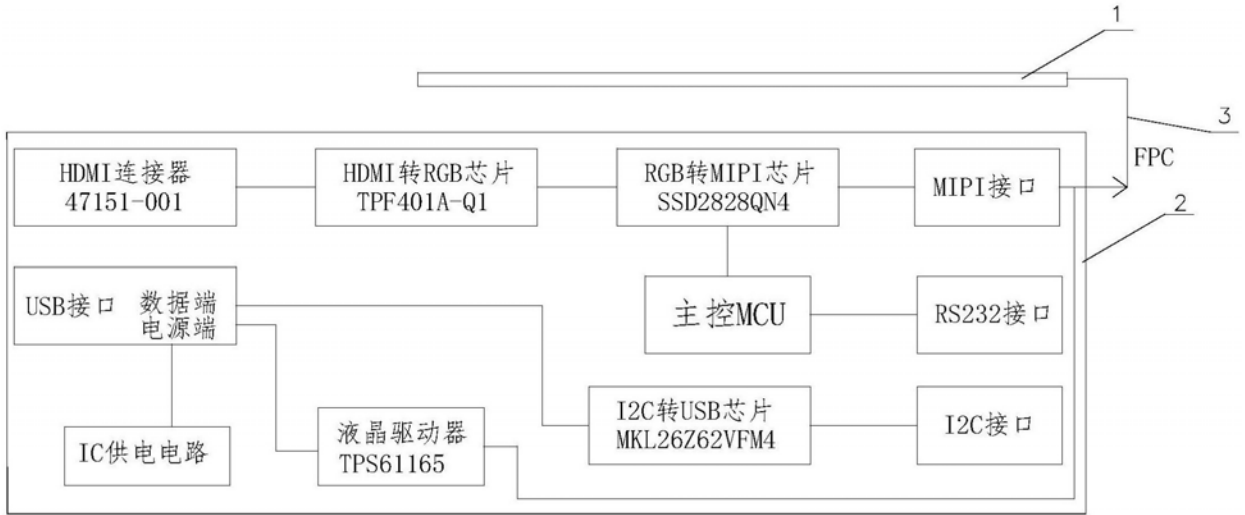 1
3
FPC
HDMI连接器
47151-001
HDMI转RGB芯片
TPF401A-Q1
RGB转MIPI芯片
SSD2828QN4
MIPI接口
2
USB接口 数据端
电源端
主控MCU
RS232接口
I2C转USB芯片
MKL26Z62VFM4
I2C接口
IC供电电路
液晶驱动器
TPS61165